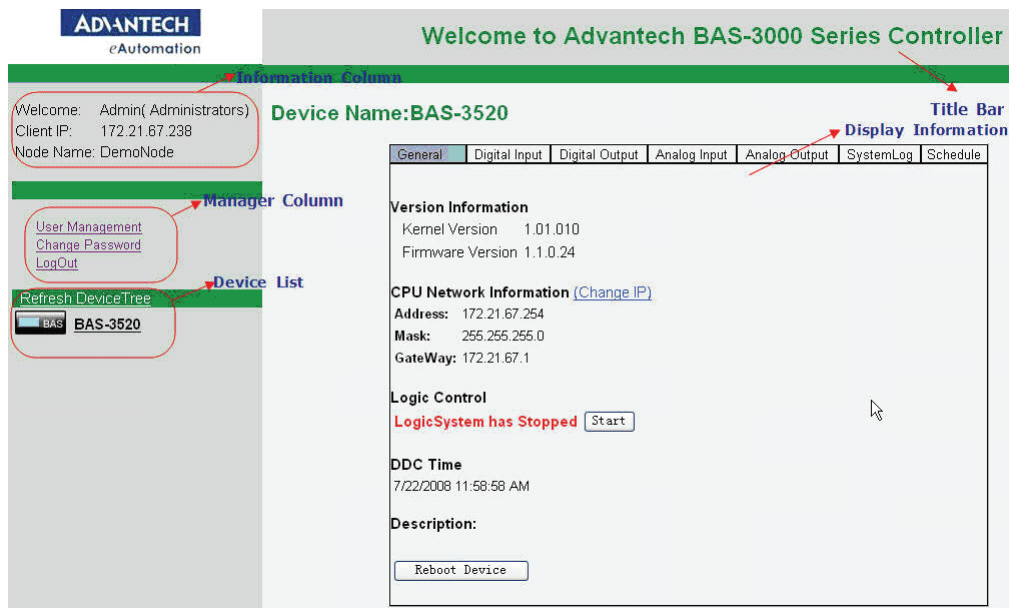 ADVANTECH
eAutomation
Welcome to Advantech BAS-3000 Series Controller
Information Column
Welcome: Admin( Administrators)
Client IP: 172.21.67.238
Node Name: DemoNode
Device Name:BAS-3520
Title Bar
Display Information
General Digital Input Digital Output Analog Input Analog Output SystemLog Schedule
Manager Column
User Management
Change Password
LogOut
Device List
Refresh DeviceTree
BAS BAS-3520
Version Information
Kernel Version 1.01.010
Firmware Version 1.1.0.24
CPU Network Information (Change IP)
Address: 172.21.67.254
Mask: 255.255.255.0
GateWay: 172.21.67.1
Logic Control
LogicSystem has Stopped Start
DDC Time
7/22/2008 11:58:58 AM
Description:
Reboot Device